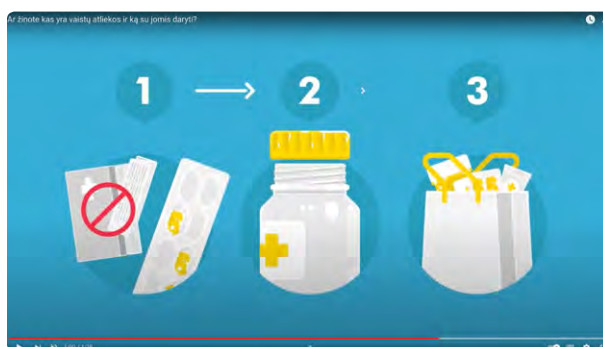 Ar žinote kas yra vaistų atliekos ir ką su jomis daryti?
1 2 3